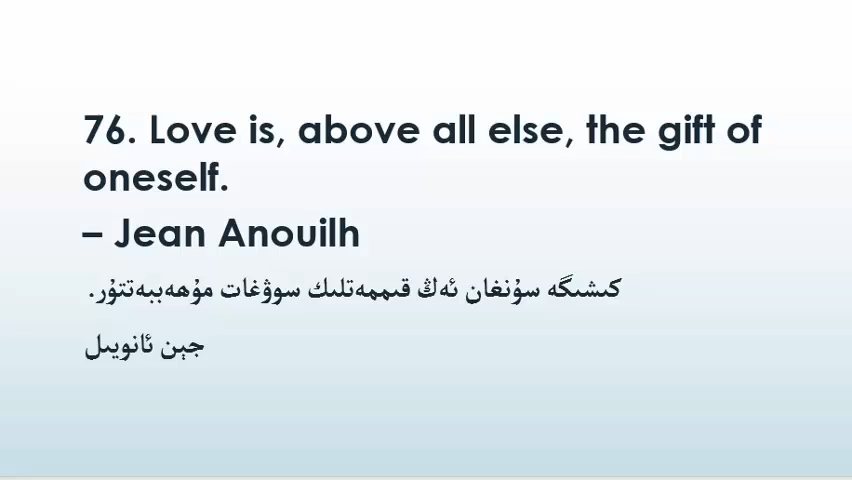 76. Love is, above all else, the gift of
oneself.
– Jean Anouilh
كىشىگە سۇنغان ئەڭ قىممەتلىك سوۋغات مۇھەببەتتۇر.
جېن ئانويىل